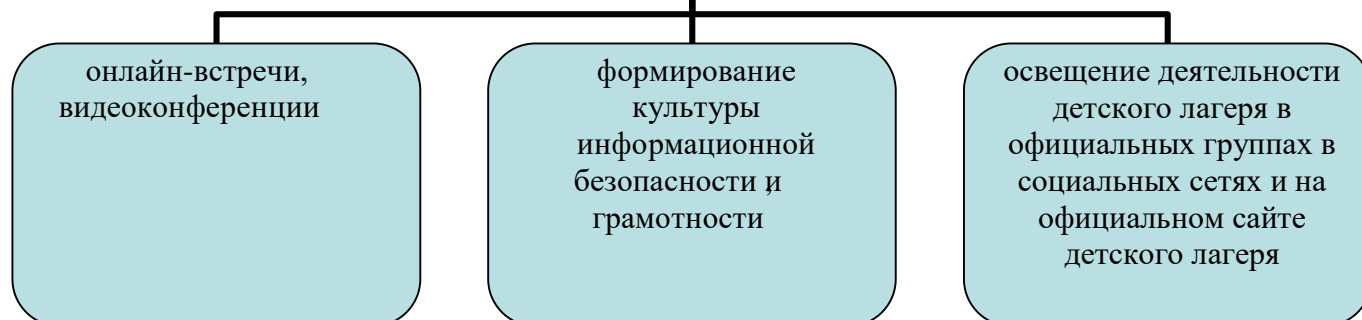 онлайн-встречи,
видеоконференции
формирование
культуры
информационной
безопасности и,
грамотности
освещение деятельности
детского лагеря в
официальных группах в
социальных сетях и на
официальном сайте
детского лагеря